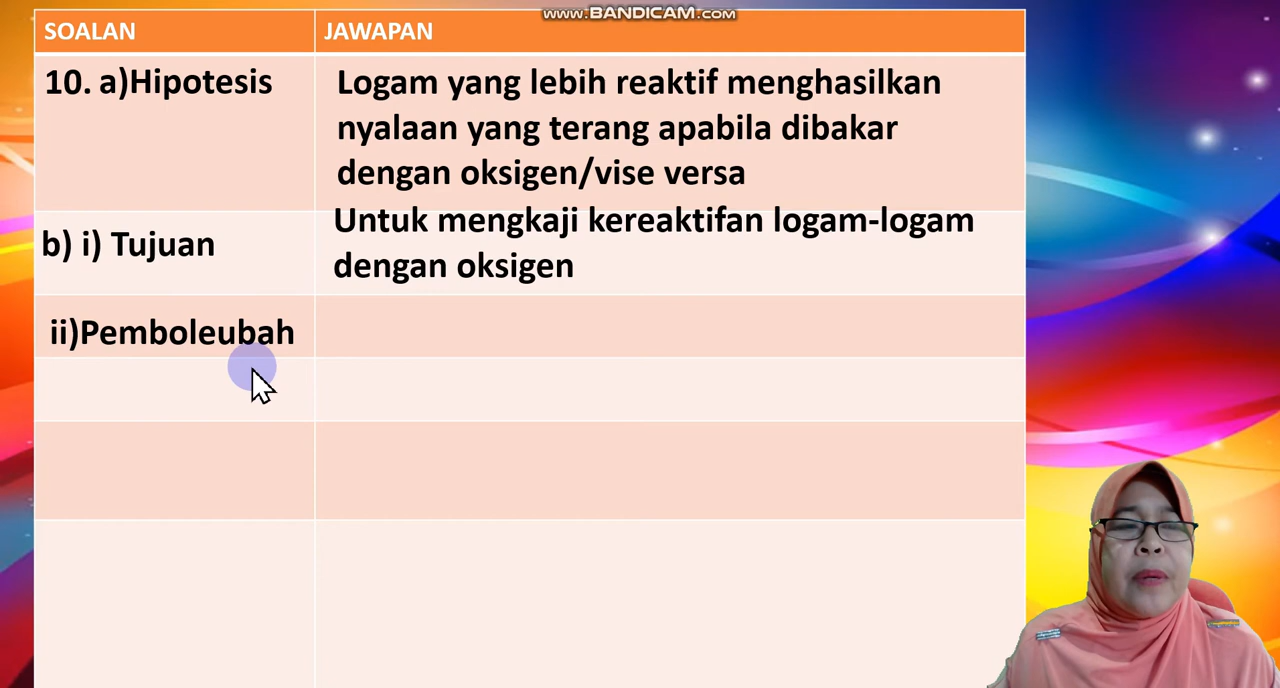 www.BANDICAM.com
SOALAN
JAWAPAN
10. a)Hipotesis
Logam yang lebih reaktif menghasilkan
nyalaan yang terang apabila dibakar
dengan oksigen/vise versa
b) i) Tujuan
Untuk mengkaji kereaktifan logam-logam
dengan oksigen
ii)Pemboleubah